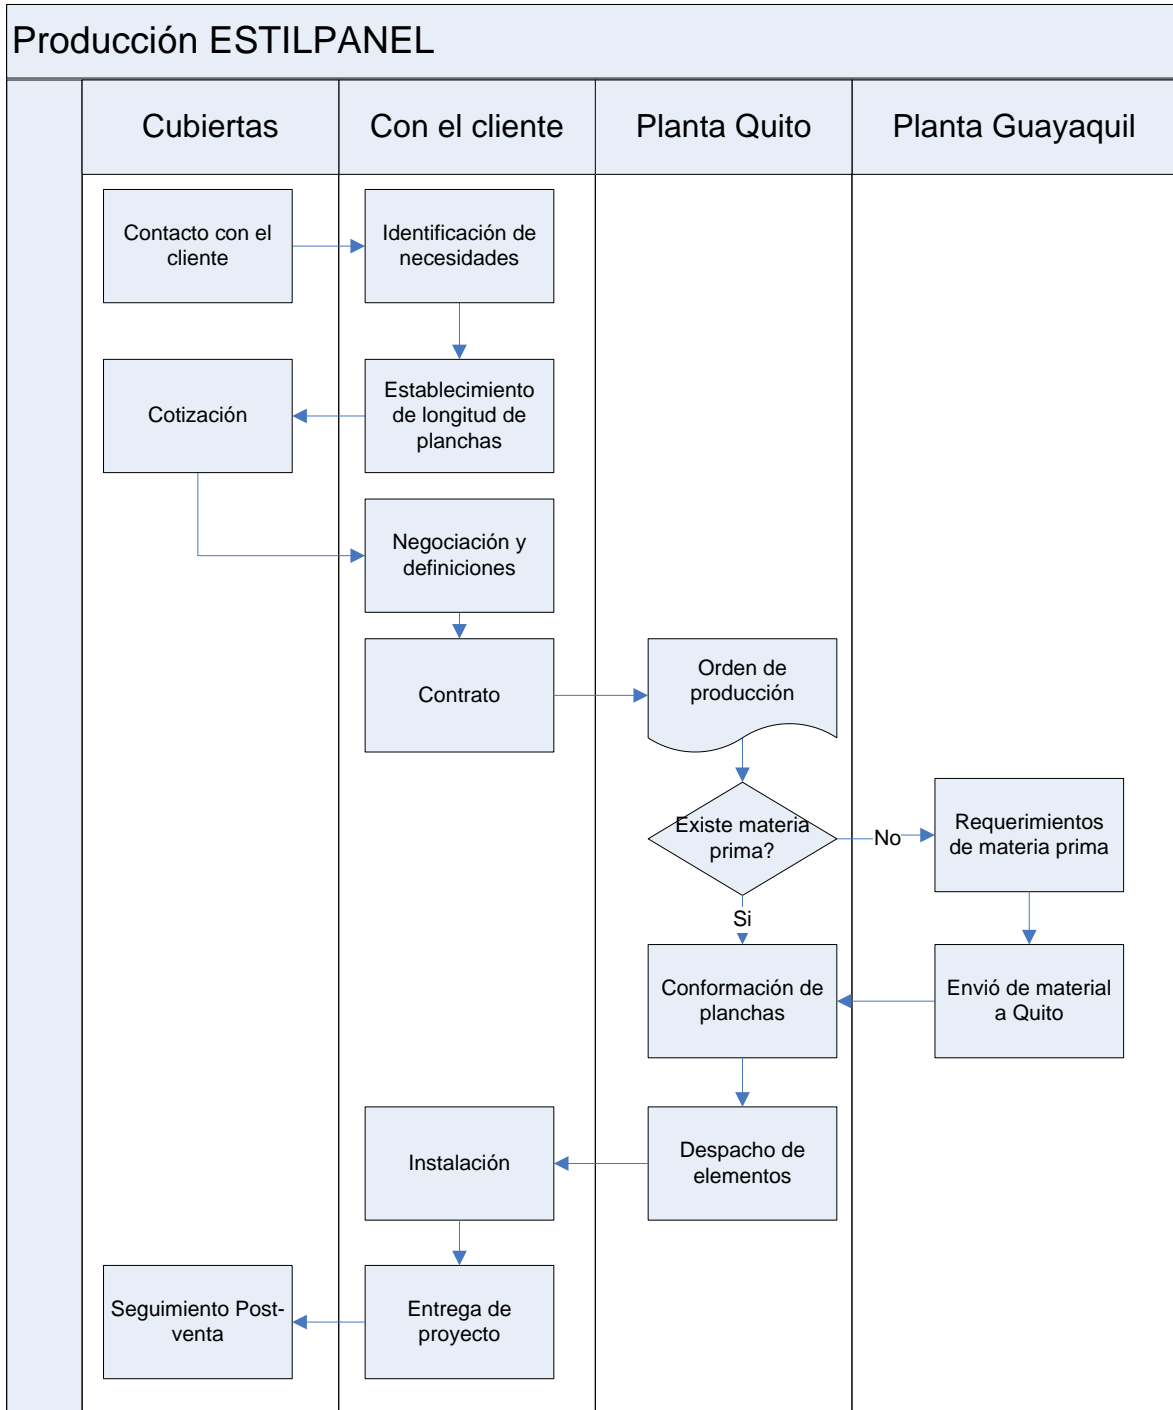 Producción ESTILPANEL
Cubiertas
Con el cliente
Planta Quito
Planta Guayaquil
Contacto con el
cliente
Identificación de
necesidades
Cotización
Establecimiento
de longitud de
planchas
Negociación y
definiciones
Contrato
Orden de
producción
Existe materia
prima?
No
Requerimientos
de materia prima
Si
Conformación de
planchas
Envió de material
a Quito
Instalación
Despacho de
elementos
Seguimiento Post-
venta
Entrega de
proyecto